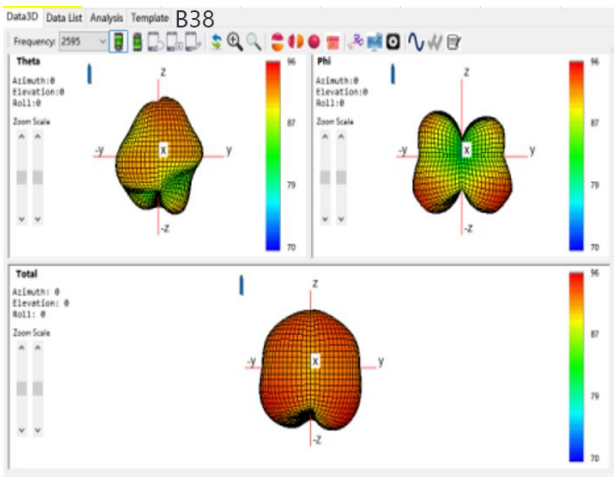 Data3D Data List Analysis Template B38
Frequency: 2595
Theta
Azimuth:0
Elevation:0
Roll:0
Zoom Scale
z
-y
x
y
-z
96
87
79
70
Phi
Azimuth:0
Elevation:0
Roll:0
Zoom Scale
z
-y
x
y
-z
96
87
79
70
Total
Azimuth: 0
Elevation: 0
Roll: 0
Zoom Scale
z
-y
x
y
-z
96
87
79
70